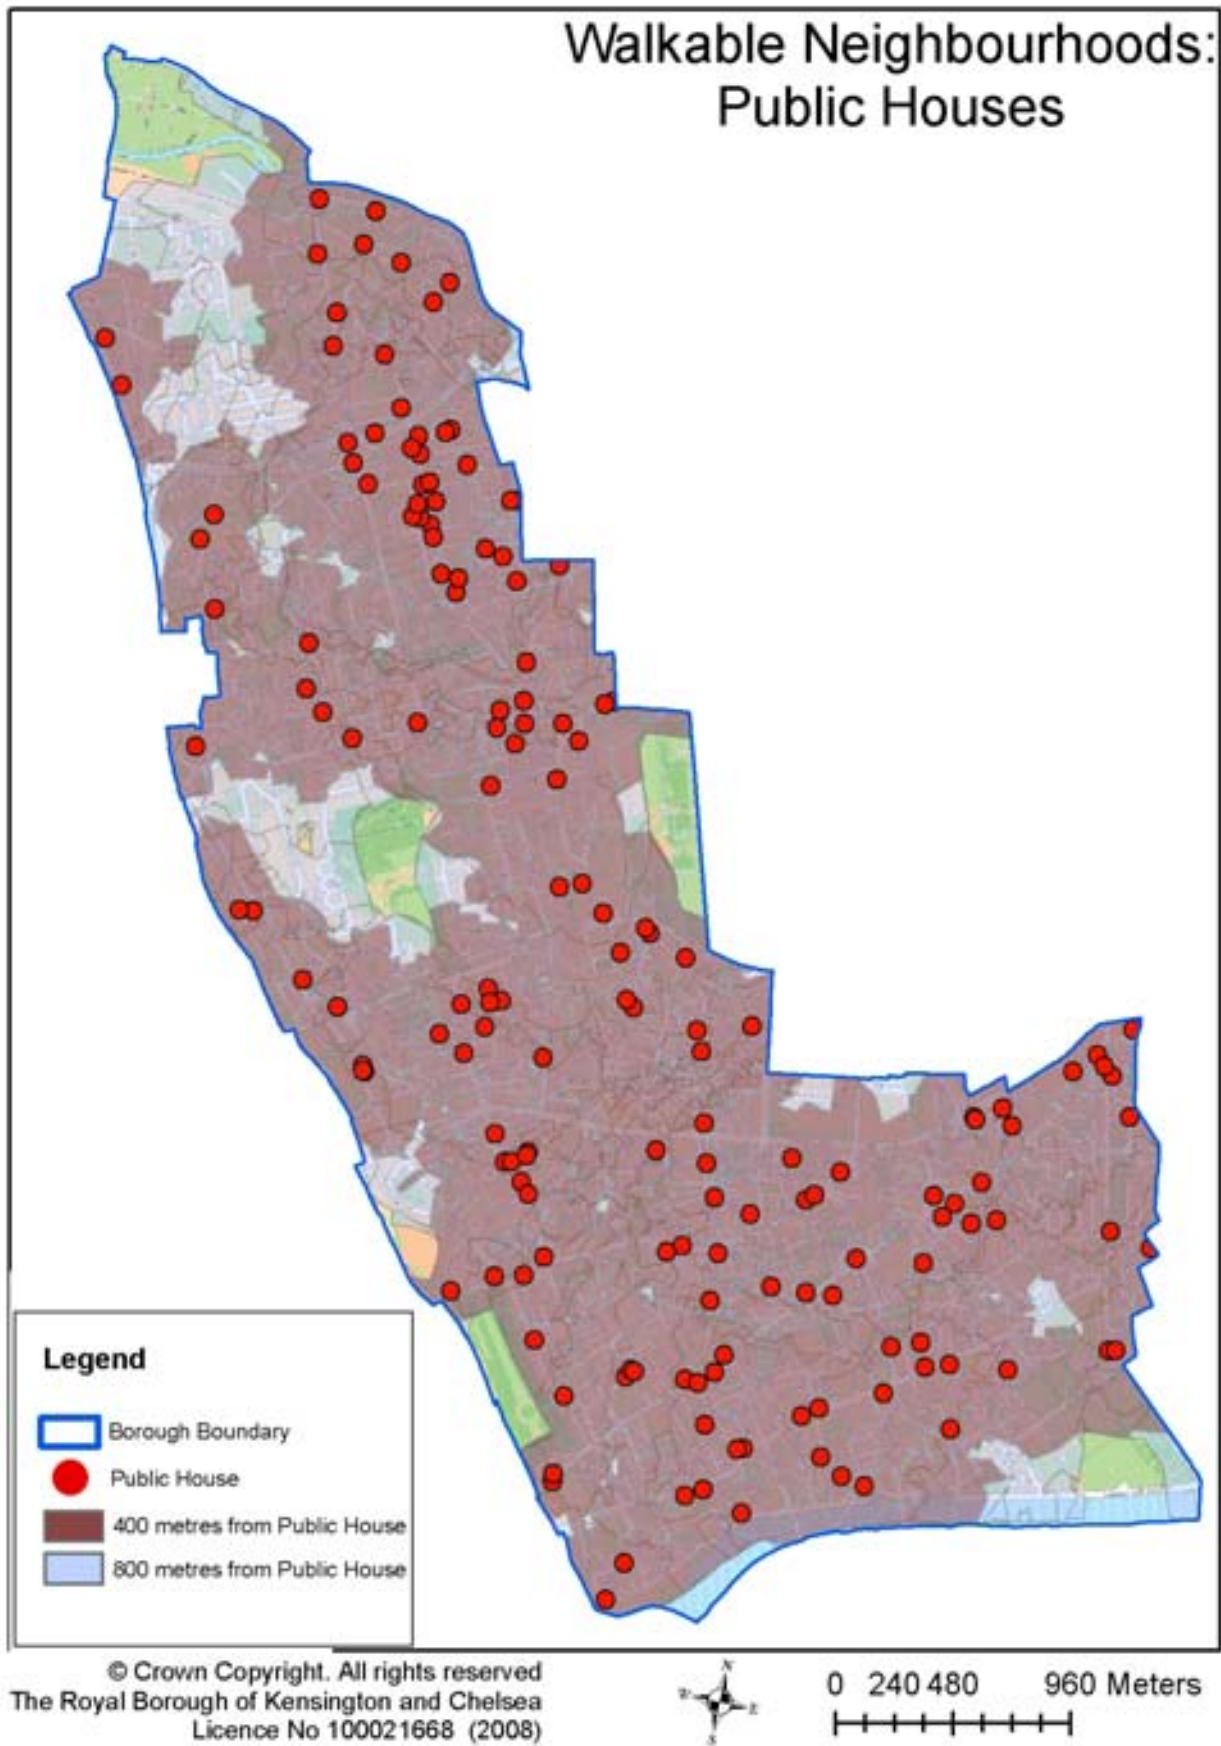 Walkable Neighbourhoods:
Public Houses
Legend
Borough Boundary
Public House
400 metres from Public House
800 metres from Public House
© Crown Copyright. All rights reserved
The Royal Borough of Kensington and Chelsea
Licence No 100021668 (2008)
N
W E
S
0 240 480 960 Meters